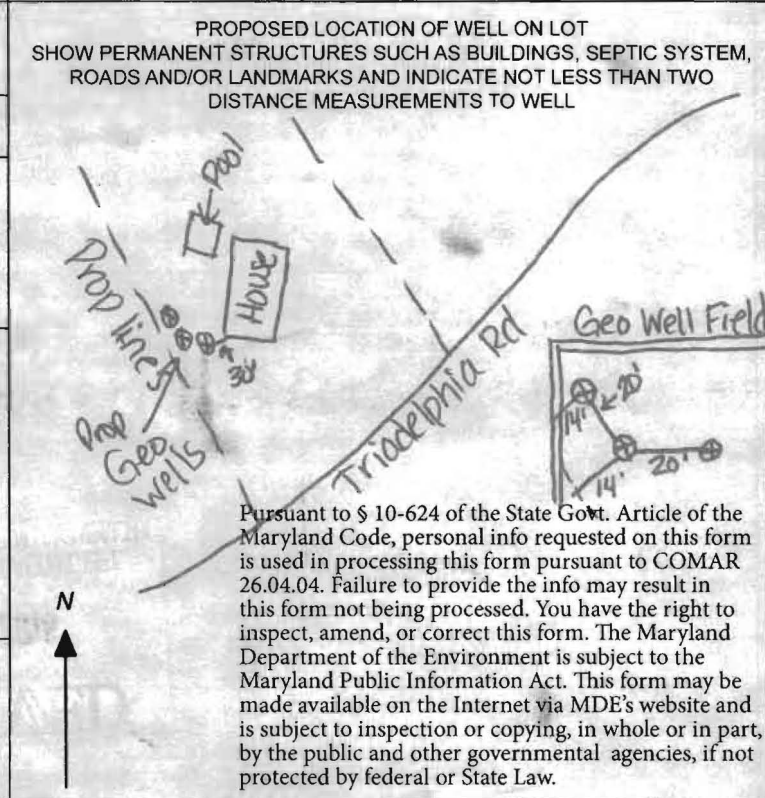 PROPOSED LOCATION OF WELL ON LOT
SHOW PERMANENT STRUCTURES SUCH AS BUILDINGS, SEPTIC SYSTEM,
ROADS AND/OR LANDMARKS AND INDICATE NOT LESS THAN TWO
DISTANCE MEASUREMENTS TO WELL
Pool
House
Prop lines
30'
Prop
Geo
wells
Triadelphia Rd
Geo Well Field
14'
20'
14'
20'
N
Pursuant to § 10-624 of the State Govt. Article of the
Maryland Code, personal info requested on this form
is used in processing this form pursuant to COMAR
26.04.04. Failure to provide the info may result in
this form not being processed. You have the right to
inspect, amend, or correct this form. The Maryland
Department of the Environment is subject to the
Maryland Public Information Act. This form may be
made available on the Internet via MDE's website and
is subject to inspection or copying, in whole or in part,
by the public and other governmental agencies, if not
protected by federal or State Law.